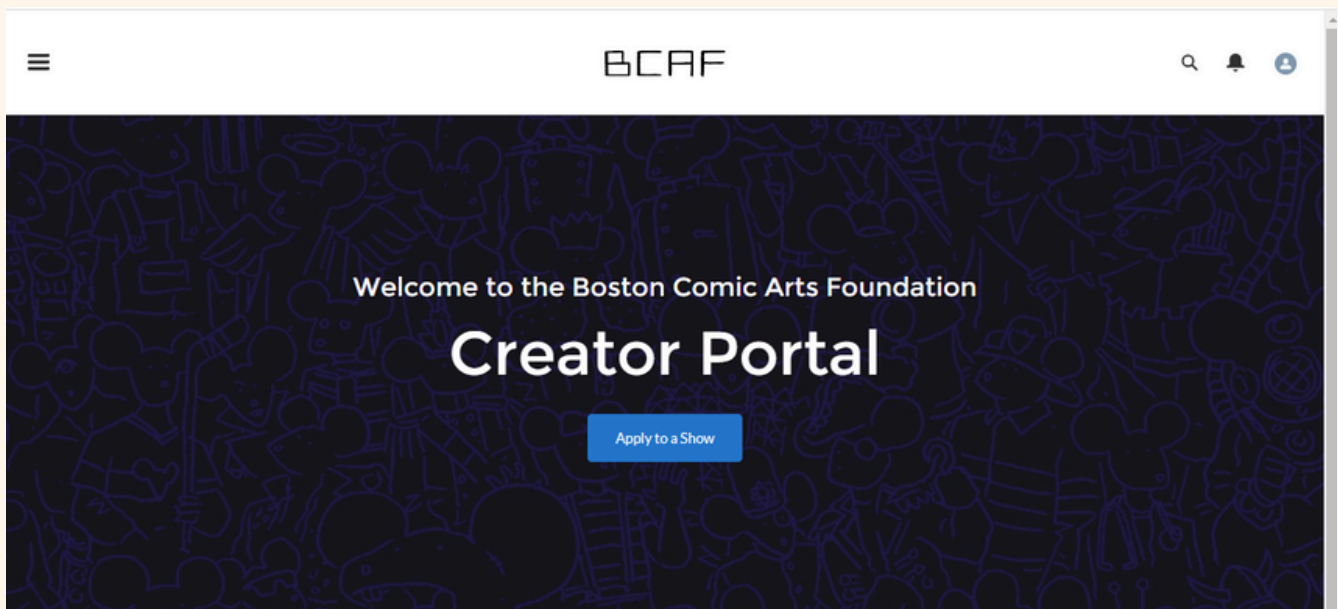 BCAF
Welcome to the Boston Comic Arts Foundation
Creator Portal
Apply to a Show